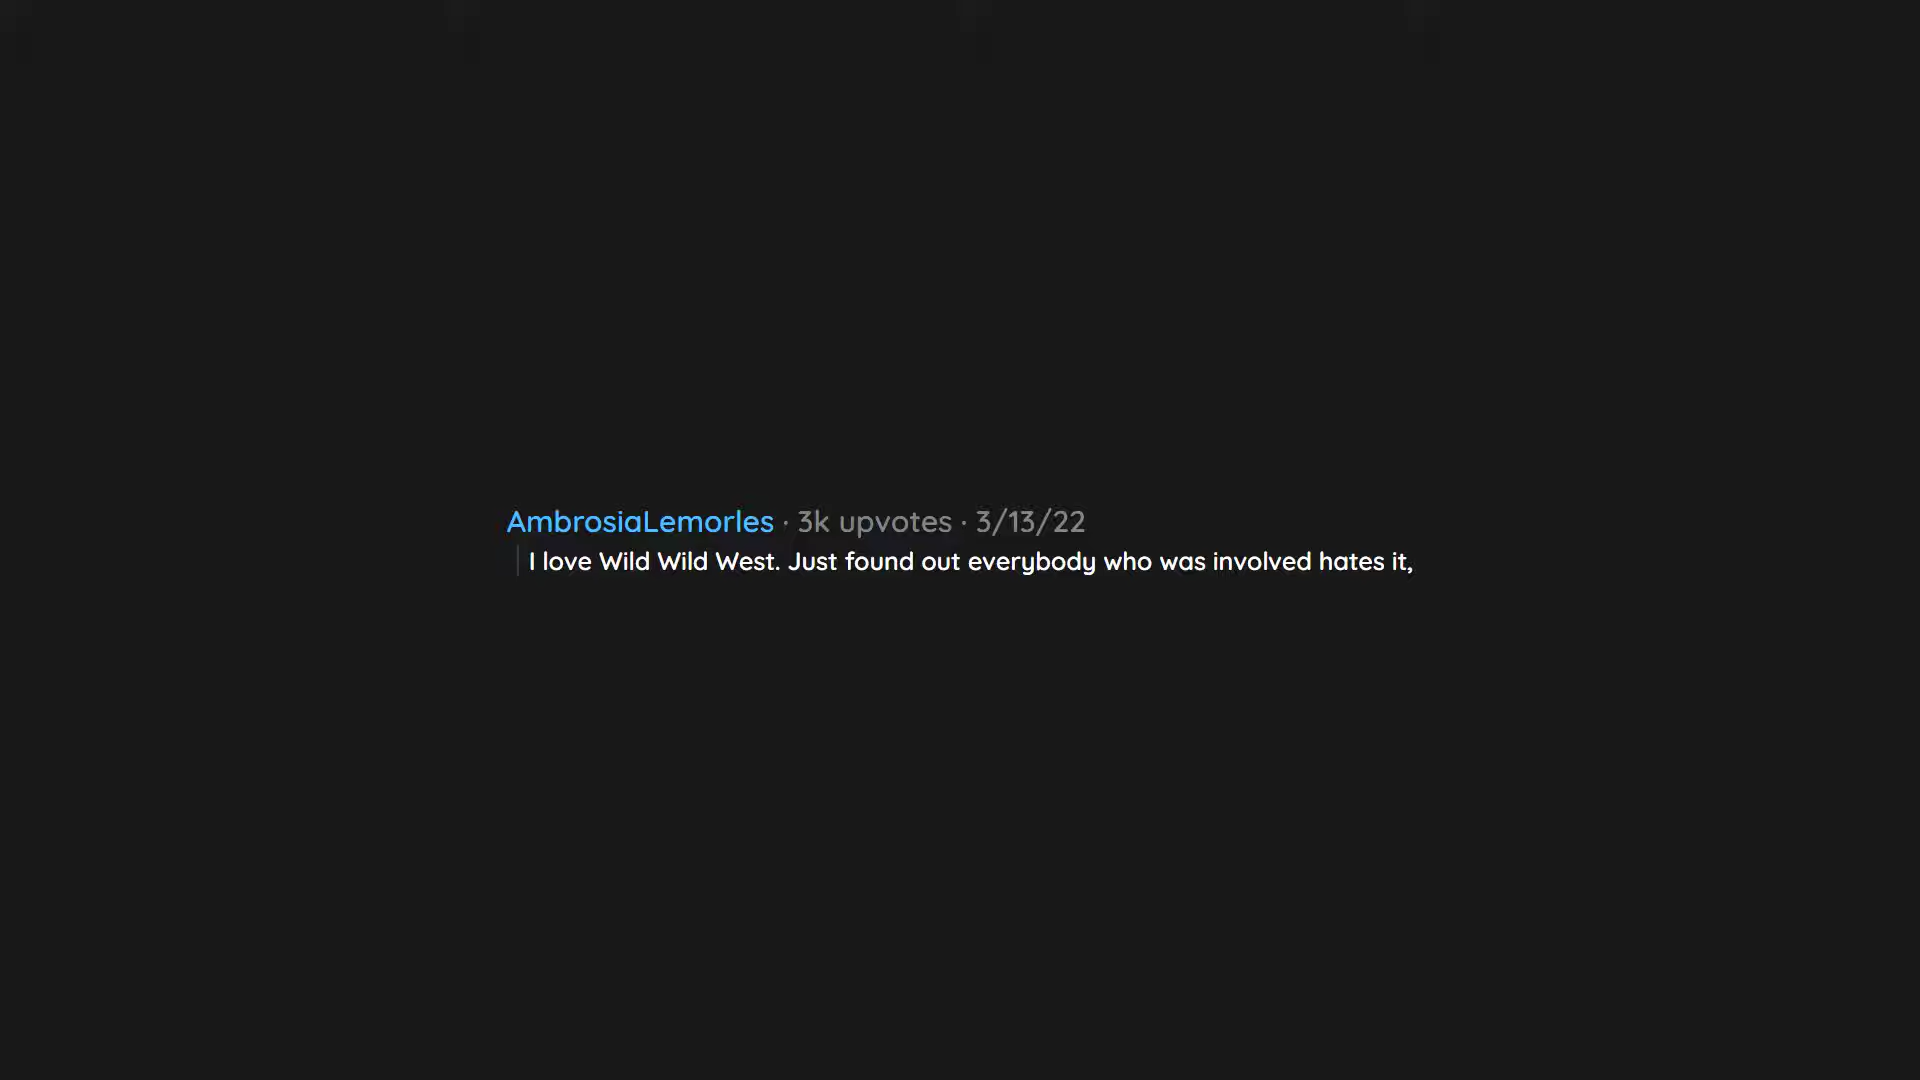 AmbrosiaLemorles · 3k upvotes · 3/13/22
I love Wild Wild West. Just found out everybody who was involved hates it,